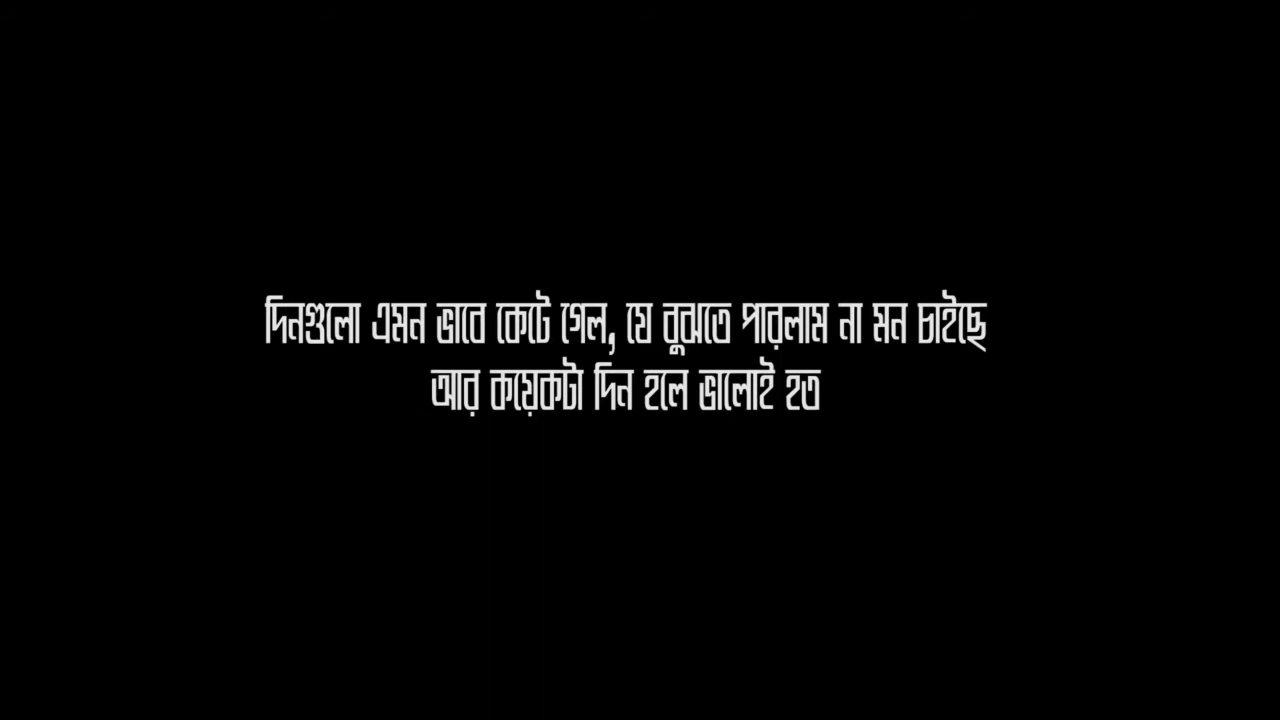 দিনগুলো এমন ভাবে কেটে গেল, যে বুঝতে পারলাম না মন চাইছে
আর কয়েকটা দিন হলে ভালোই হত